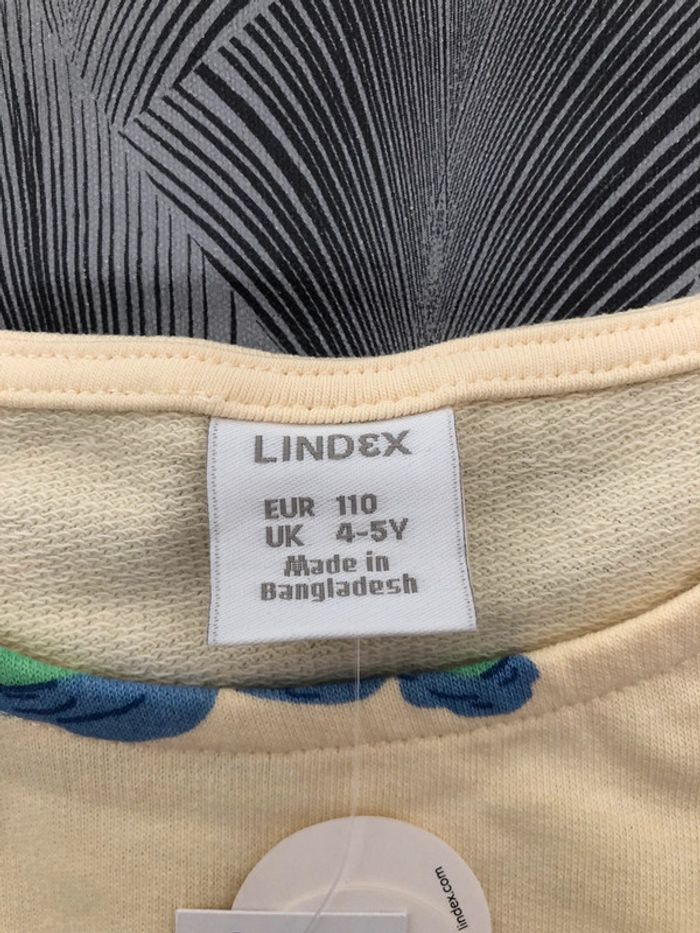 LINDEX
EUR 110
UK 4-5Y
Made in
Bangladesh
lindex.com